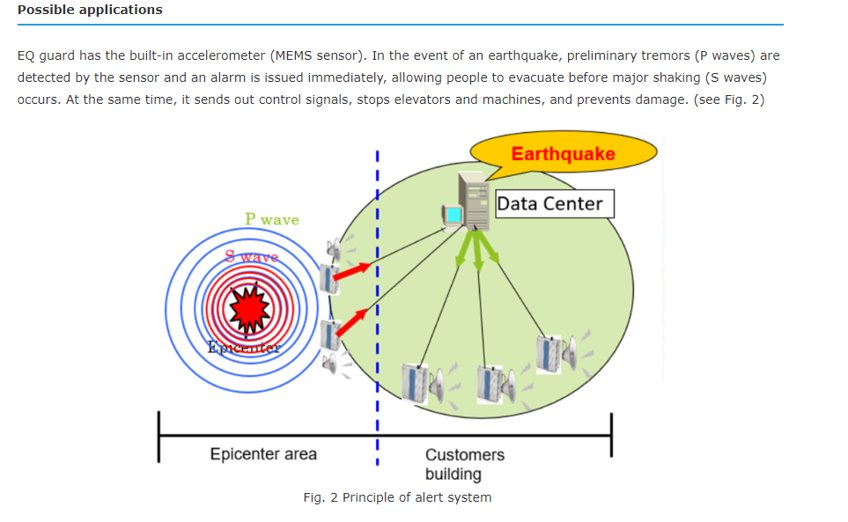 Possible applications
EQ guard has the built-in accelerometer (MEMS sensor). In the event of an earthquake, preliminary tremors (P waves) are
detected by the sensor and an alarm is issued immediately, allowing people to evacuate before major shaking (S waves)
occurs. At the same time, it sends out control signals, stops elevators and machines, and prevents damage. (see Fig. 2)
Earthquake
Data Center
P wave
S wave
Epicenter
Epicenter area
Customers
building
Fig. 2 Principle of alert system